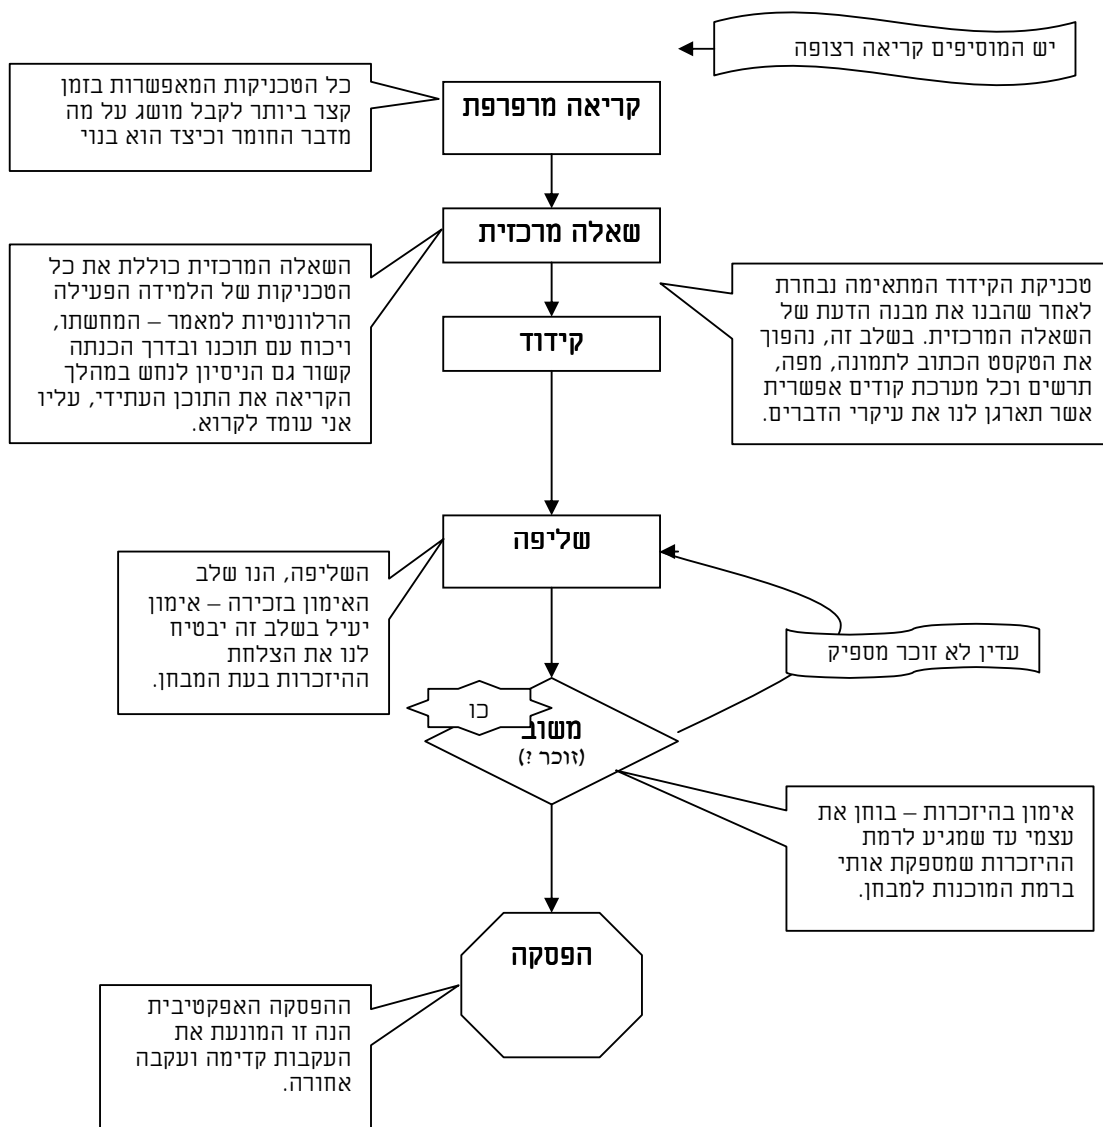 יש המוסיפים קריאה רצופה
כל הטכניקות המאפשרות בזמן
קצר ביותר לקבל מושג על מה
מדבר החומר וכיצד הוא בנוי
קריאה מרפרפת
שאלה מרכזית
השאלה המרכזית כוללת את כל
הטכניקות של הלמידה הפעילה
הרלוונטיות למאמר – המחשתו,
ויכוח עם תוכנו ובדרך הכנתה
קשור גם הניסיון לנחש במהלך
הקריאה את התוכן העתידי, עליו
אני עומד לקרוא.
טכניקת הקידוד המתאימה נבחרת
לאחר שהבנו את מבנה הדעת של
השאלה המרכזית. בשלב זה, נהפוך
את הטקסט הכתוב לתמונה, מפה,
תרשים וכל מערכת קודים אפשרית
אשר תארגן לנו את עיקרי הדברים.
קידוד
שליפה
השליפה, הנו שלב
האימון בזכירה – אימון
יעיל בשלב זה יבטיח
לנו את הצלחת
ההיזכרות בעת המבחן.
עדין לא זוכר מספיק
כן
משוב
(זוכר ?)
אימון בהיזכרות – בוחן את
עצמי עד שמגיע לרמת
ההיזכרות שמספקת אותי
ברמת המוכנות למבחן.
הפסקה
ההפסקה האפקטיבית
הנה זו המונעת את
העקבות קדימה ועקבה
אחורה.